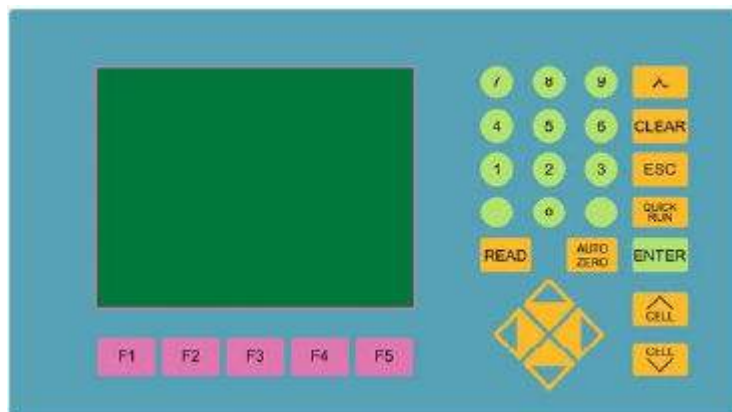 7 8 9
4 5 6 CLEAR
1 2 3 ESC
0 QUICK
RUN
READ AUTO
ZERO ENTER
CELL
F1 F2 F3 F4 F5 CELL